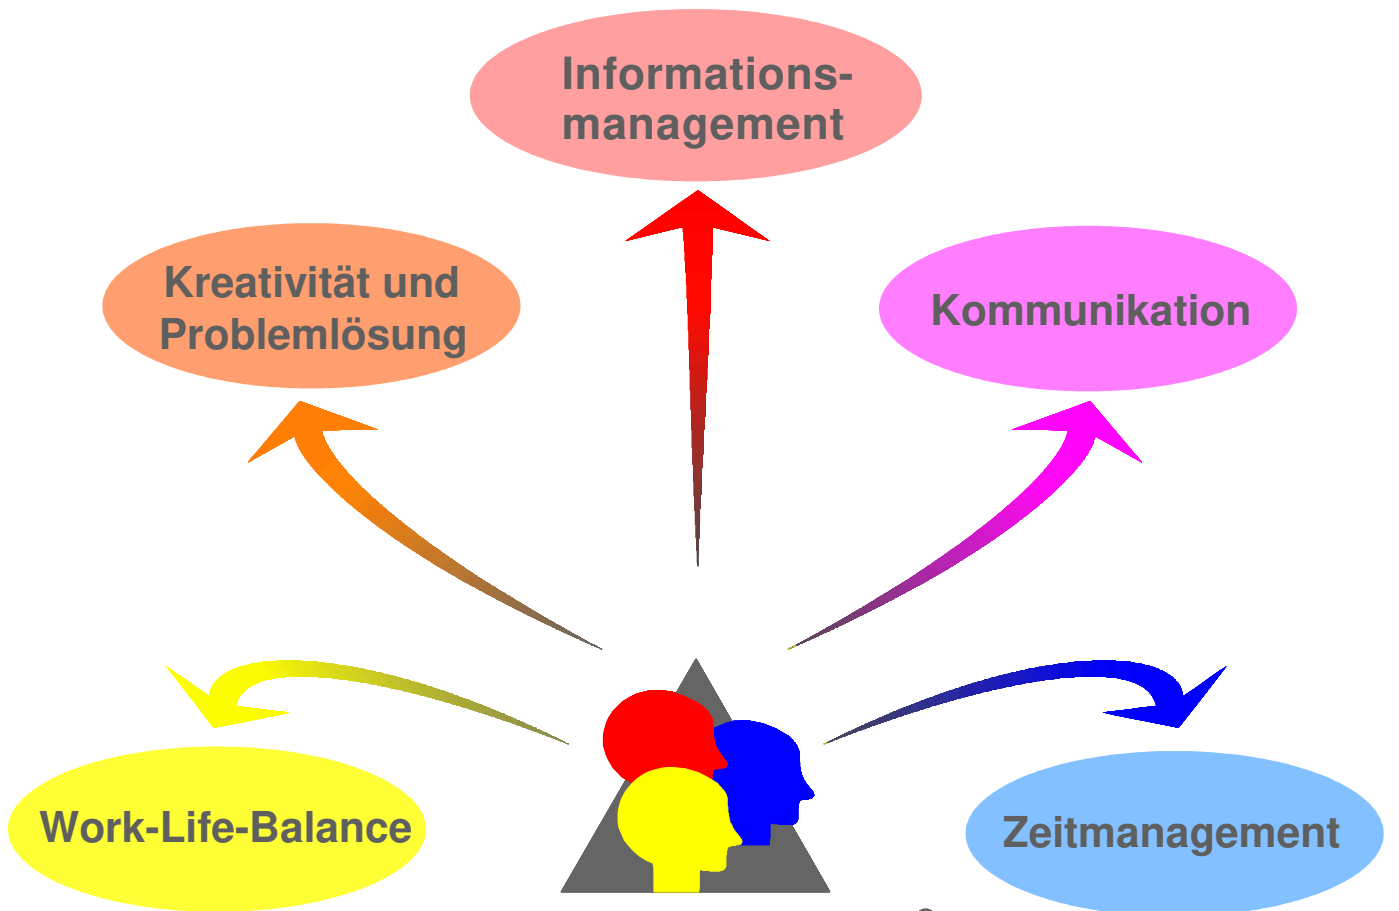 Informations-
management
Kreativität und
Problemlösung
Kommunikation
Work-Life-Balance
Zeitmanagement